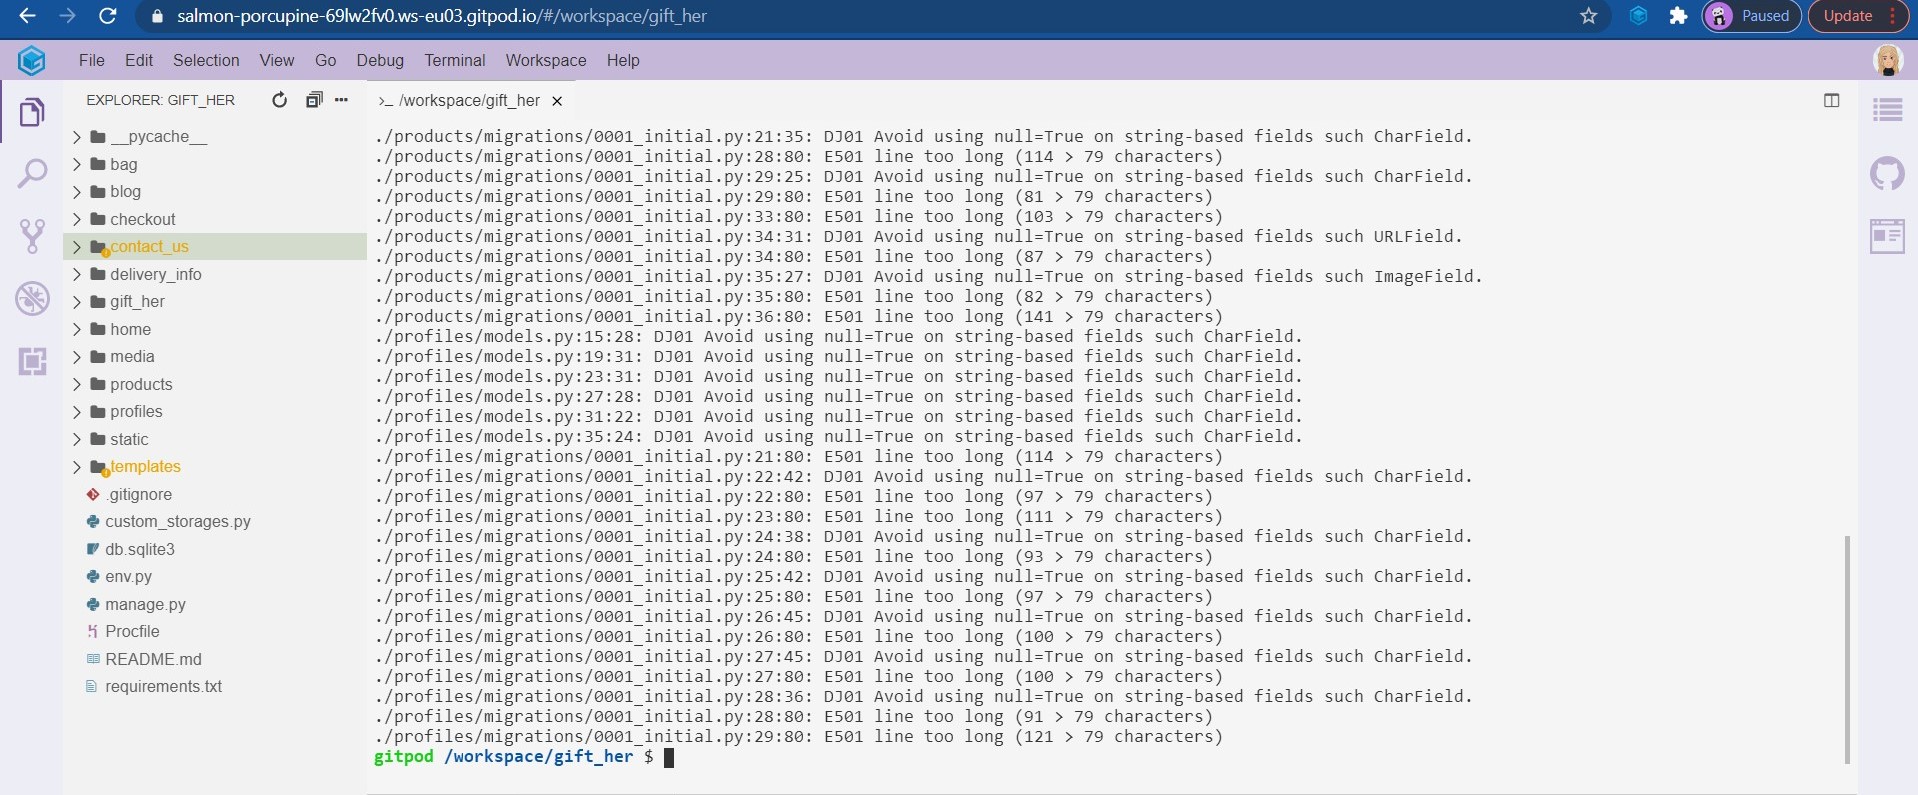 salmon-porcupine-69lw2fv0.ws-eu03.gitpod.io/#/workspace/gift_her
Paused
Update
File Edit Selection View Go Debug Terminal Workspace Help
EXPLORER: GIFT_HER
__pycache__
bag
blog
checkout
contact_us
delivery_info
gift_her
home
media
products
profiles
static
templates
.gitignore
custom_storages.py
db.sqlite3
env.py
manage.py
Procfile
README.md
requirements.txt
>_ /workspace/gift_her
./products/migrations/0001_initial.py:21:35: DJ01 Avoid using null=True on string-based fields such CharField.
./products/migrations/0001_initial.py:28:80: E501 line too long (114 > 79 characters)
./products/migrations/0001_initial.py:29:25: DJ01 Avoid using null=True on string-based fields such CharField.
./products/migrations/0001_initial.py:29:80: E501 line too long (81 > 79 characters)
./products/migrations/0001_initial.py:33:80: E501 line too long (103 > 79 characters)
./products/migrations/0001_initial.py:34:31: DJ01 Avoid using null=True on string-based fields such URLField.
./products/migrations/0001_initial.py:34:80: E501 line too long (87 > 79 characters)
./products/migrations/0001_initial.py:35:27: DJ01 Avoid using null=True on string-based fields such ImageField.
./products/migrations/0001_initial.py:35:80: E501 line too long (82 > 79 characters)
./products/migrations/0001_initial.py:36:80: E501 line too long (141 > 79 characters)
./profiles/models.py:15:28: DJ01 Avoid using null=True on string-based fields such CharField.
./profiles/models.py:19:31: DJ01 Avoid using null=True on string-based fields such CharField.
./profiles/models.py:23:31: DJ01 Avoid using null=True on string-based fields such CharField.
./profiles/models.py:27:28: DJ01 Avoid using null=True on string-based fields such CharField.
./profiles/models.py:31:22: DJ01 Avoid using null=True on string-based fields such CharField.
./profiles/models.py:35:24: DJ01 Avoid using null=True on string-based fields such CharField.
./profiles/migrations/0001_initial.py:21:80: E501 line too long (114 > 79 characters)
./profiles/migrations/0001_initial.py:22:42: DJ01 Avoid using null=True on string-based fields such CharField.
./profiles/migrations/0001_initial.py:22:80: E501 line too long (97 > 79 characters)
./profiles/migrations/0001_initial.py:23:80: E501 line too long (111 > 79 characters)
./profiles/migrations/0001_initial.py:24:38: DJ01 Avoid using null=True on string-based fields such CharField.
./profiles/migrations/0001_initial.py:24:80: E501 line too long (93 > 79 characters)
./profiles/migrations/0001_initial.py:25:42: DJ01 Avoid using null=True on string-based fields such CharField.
./profiles/migrations/0001_initial.py:25:80: E501 line too long (97 > 79 characters)
./profiles/migrations/0001_initial.py:26:45: DJ01 Avoid using null=True on string-based fields such CharField.
./profiles/migrations/0001_initial.py:26:80: E501 line too long (100 > 79 characters)
./profiles/migrations/0001_initial.py:27:45: DJ01 Avoid using null=True on string-based fields such CharField.
./profiles/migrations/0001_initial.py:27:80: E501 line too long (100 > 79 characters)
./profiles/migrations/0001_initial.py:28:36: DJ01 Avoid using null=True on string-based fields such CharField.
./profiles/migrations/0001_initial.py:28:80: E501 line too long (91 > 79 characters)
./profiles/migrations/0001_initial.py:29:80: E501 line too long (121 > 79 characters)
gitpod /workspace/gift_her $